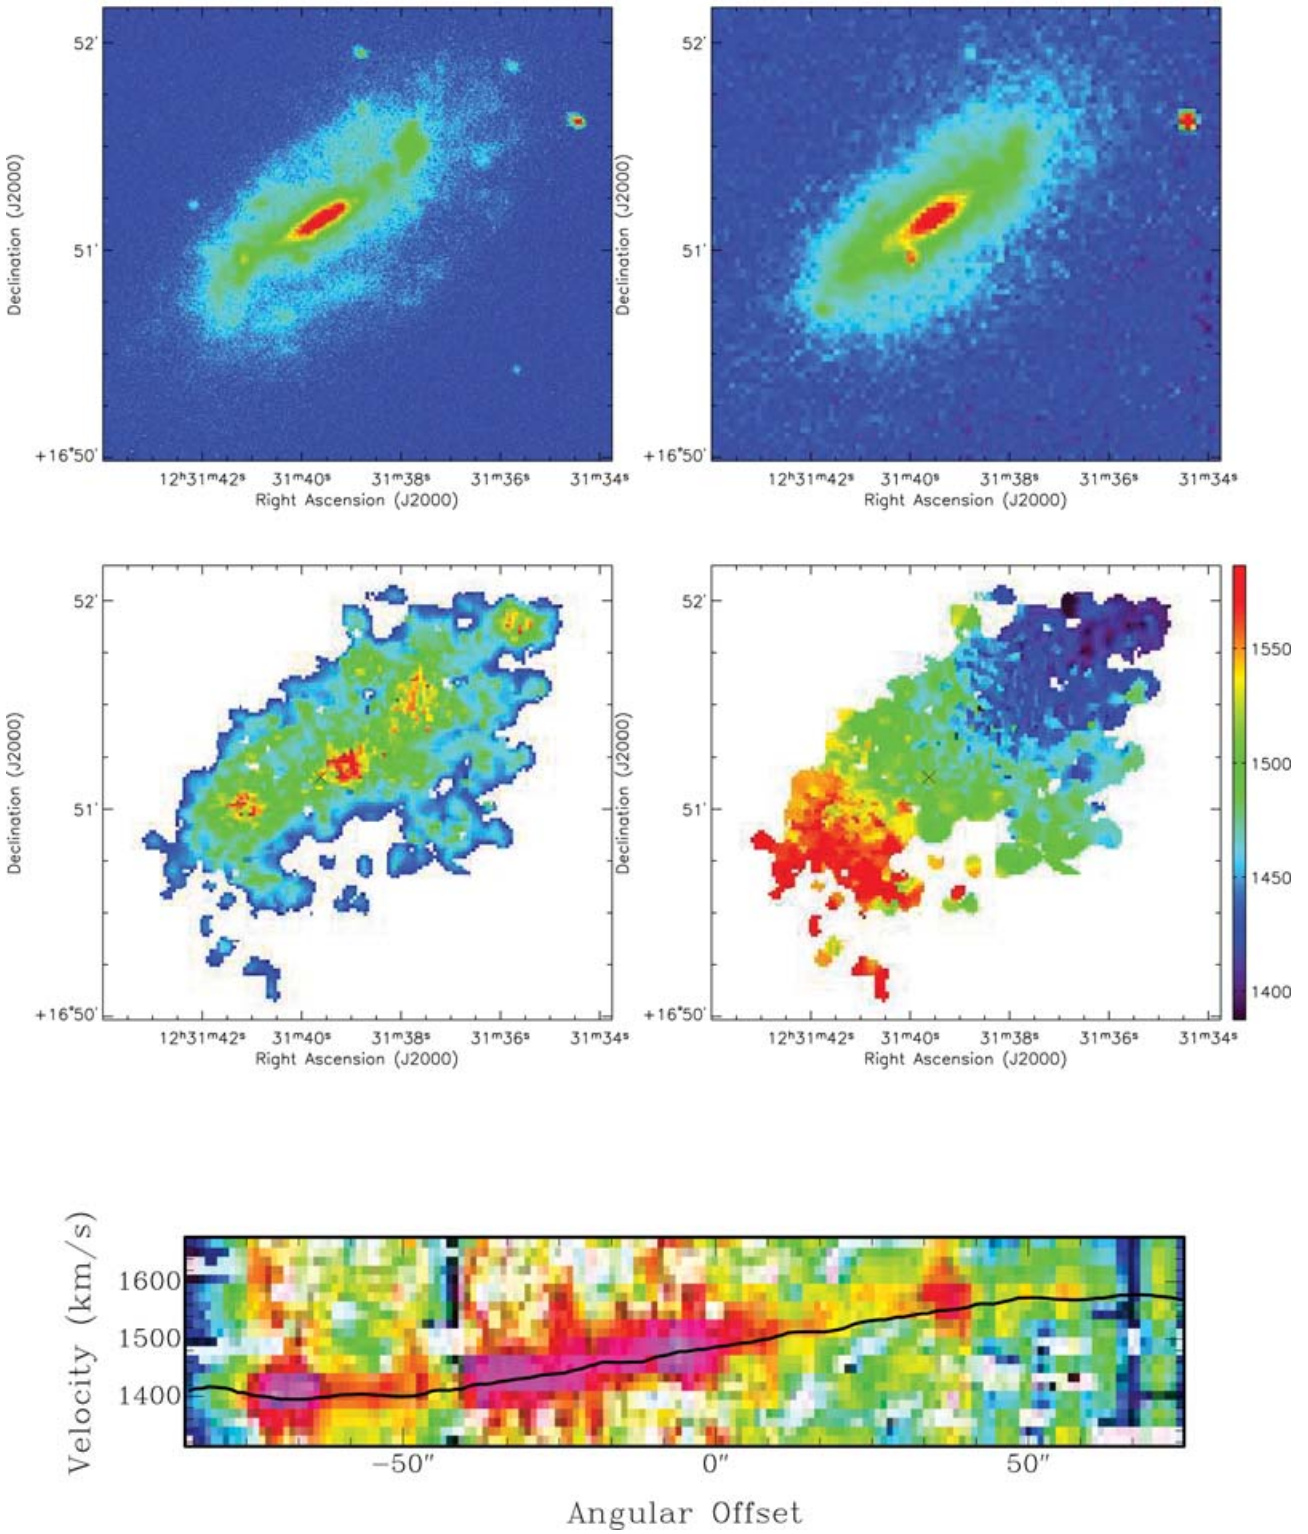 52'
51'
+16°50'
Declination (J2000)
12ʰ31ᵐ42ˢ 31ᵐ40ˢ 31ᵐ38ˢ 31ᵐ36ˢ 31ᵐ34ˢ
Right Ascension (J2000)
52'
51'
+16°50'
Declination (J2000)
12ʰ31ᵐ42ˢ 31ᵐ40ˢ 31ᵐ38ˢ 31ᵐ36ˢ 31ᵐ34ˢ
Right Ascension (J2000)
52'
51'
+16°50'
Declination (J2000)
12ʰ31ᵐ42ˢ 31ᵐ40ˢ 31ᵐ38ˢ 31ᵐ36ˢ 31ᵐ34ˢ
Right Ascension (J2000)
52'
51'
+16°50'
Declination (J2000)
12ʰ31ᵐ42ˢ 31ᵐ40ˢ 31ᵐ38ˢ 31ᵐ36ˢ 31ᵐ34ˢ
Right Ascension (J2000)
1550
1500
1450
1400
Velocity (km/s)
1600
1500
1400
−50″ 0″ 50″
Angular Offset